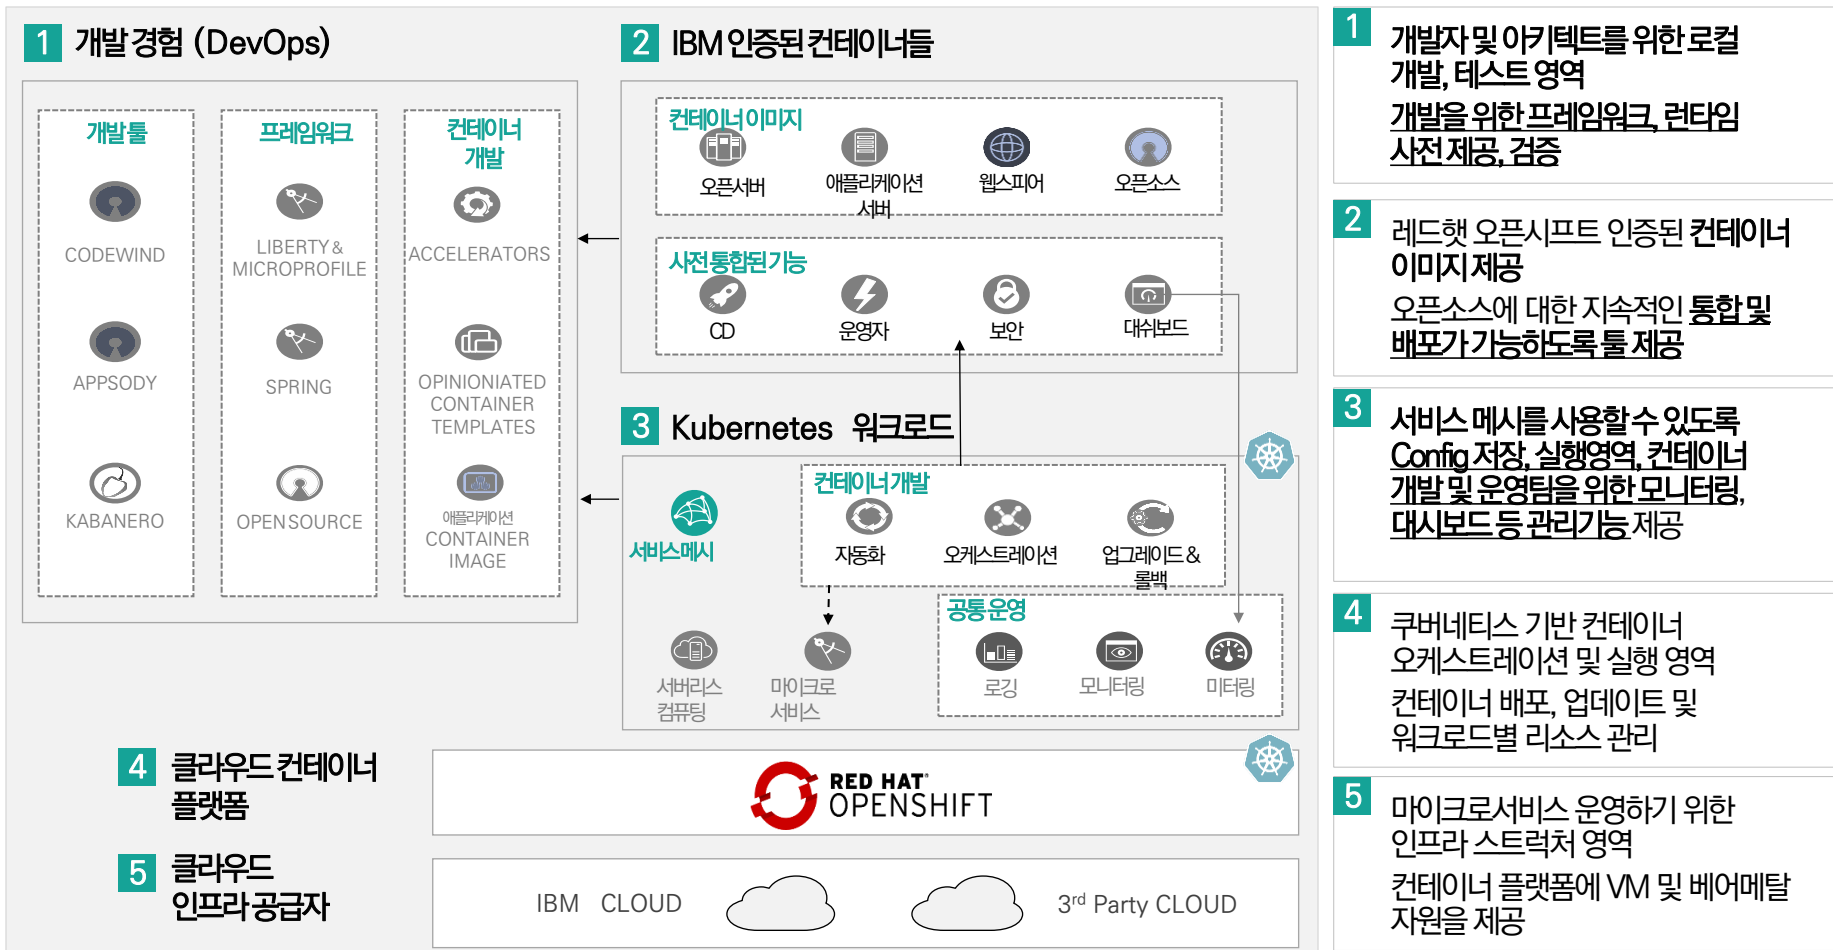 1 개발 경험 (DevOps)
개발 툴
CODEWIND
APPSODY
KABANERO
프레임워크
LIBERTY &
MICROPROFILE
SPRING
OPEN SOURCE
컨테이너
개발
ACCELERATORS
OPINIONIATED
CONTAINER
TEMPLATES
애플리케이션
CONTAINER
IMAGE
2 IBM 인증된 컨테이너들
컨테이너 이미지
오픈서버
애플리케이션
서버
웹스피어
오픈소스
사전 통합된 기능
CD
운영자
보안
대쉬보드
3 Kubernetes 워크로드
서비스메시
컨테이너 개발
자동화
오케스트레이션
업그레이드 &
롤백
서버리스
컴퓨팅
마이크로
서비스
공통 운영
로깅
모니터링
미터링
4 클라우드 컨테이너
플랫폼
RED HAT®
OPENSHIFT
5 클라우드
인프라 공급자
IBM CLOUD
3rd Party CLOUD
1 개발자 및 아키텍트를 위한 로컬
개발, 테스트 영역
개발을 위한 프레임워크, 런타임
사전 제공, 검증
2 레드햇 오픈시프트 인증된 컨테이너
이미지 제공
오픈소스에 대한 지속적인 통합 및
배포가 가능하도록 툴 제공
3 서비스 메시를 사용할 수 있도록
Config 저장, 실행영역, 컨테이너
개발 및 운영팀을 위한 모니터링,
대시보드 등 관리기능 제공
4 쿠버네티스 기반 컨테이너
오케스트레이션 및 실행 영역
컨테이너 배포, 업데이트 및
워크로드별 리소스 관리
5 마이크로서비스 운영하기 위한
인프라 스트럭처 영역
컨테이너 플랫폼에 VM 및 베어메탈
자원을 제공